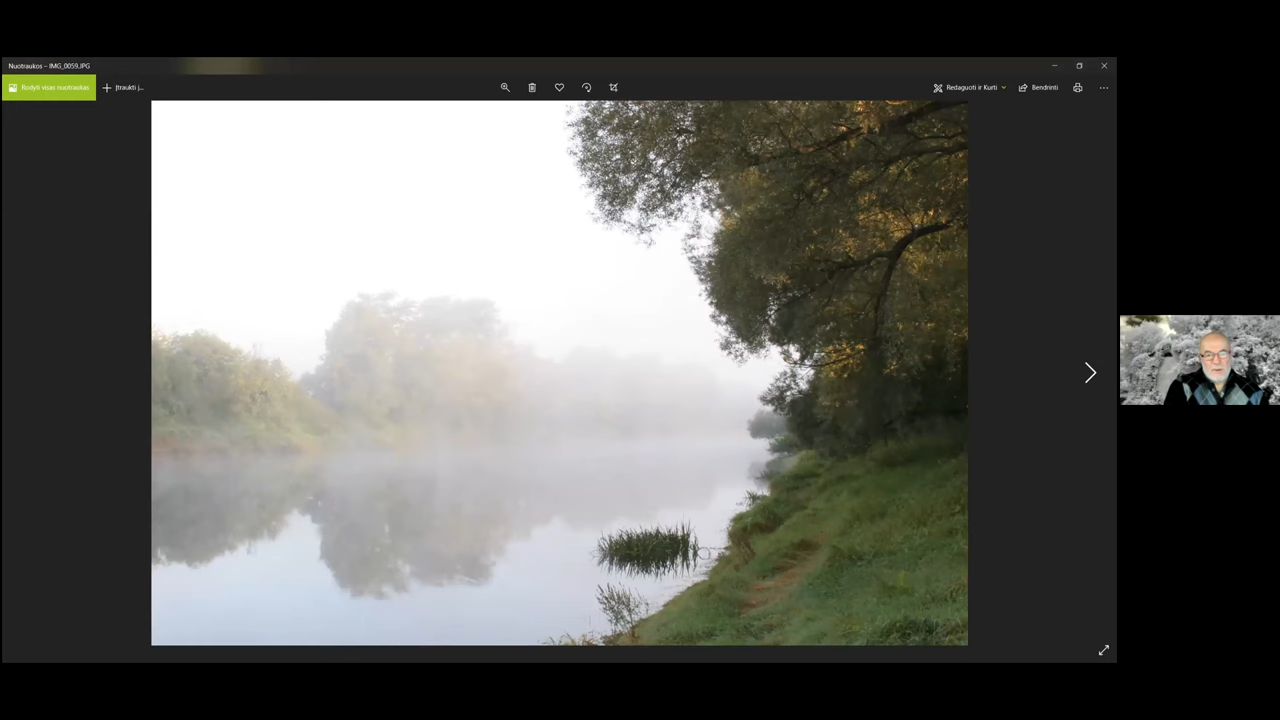 Nuotraukos – IMG_0059.JPG
Rodyti visas nuotraukas
Įtraukti į...
Redaguoti ir Kurti
Bendrinti